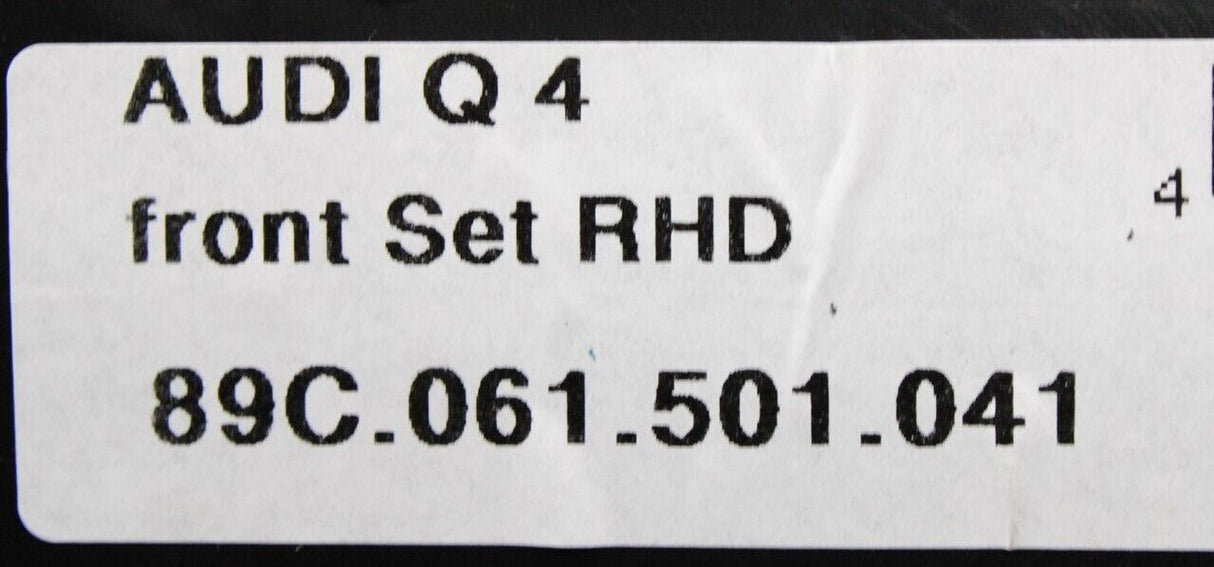 AUDI Q 4
front Set RHD
4
89C.061.501.041